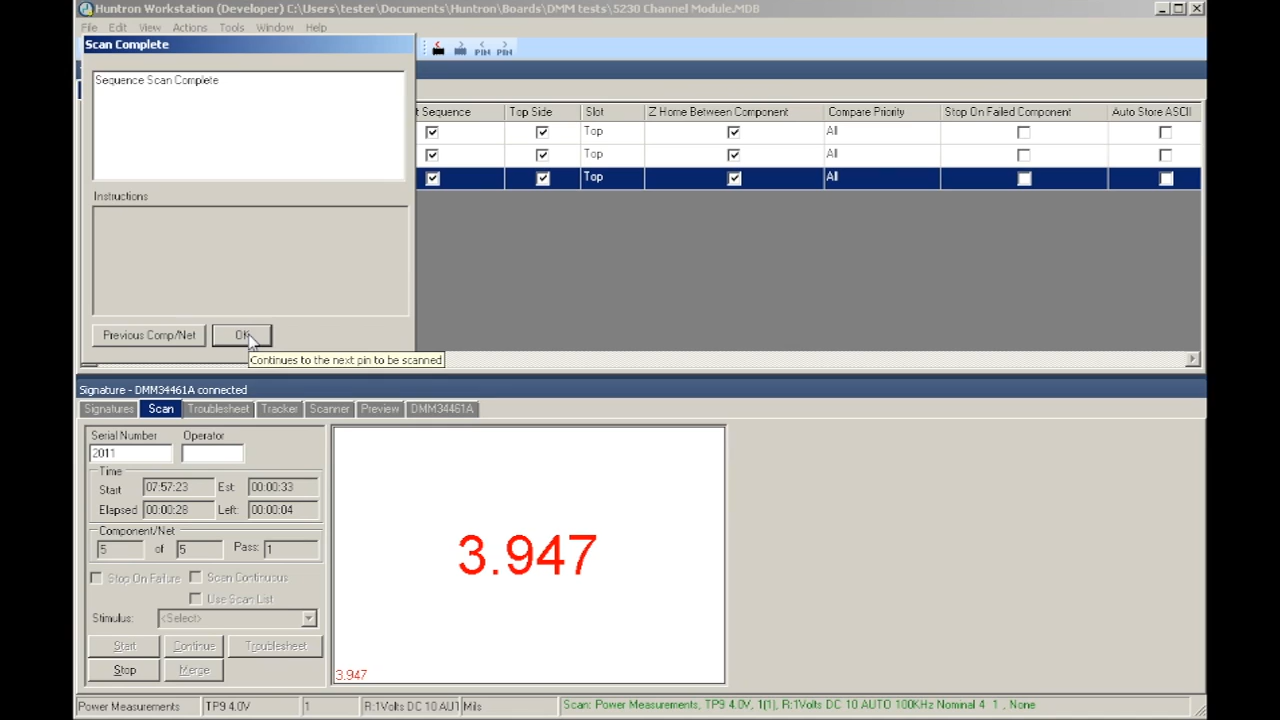 Huntron Workstation (Developer) C:\Users\tester\Documents\Huntron\Boards\DMM tests\5230 Channel Module.MDB
File Edit View Actions Tools Window Help
Scan Complete
PIN PIN
Sequence Scan Complete
t Sequence Top Side Slot Z Home Between Component Compare Priority Stop On Failed Component Auto Store ASCII
Top All
Top All
Top All
Instructions
Previous Comp/Net OK
Continues to the next pin to be scanned
Signature - DMM34461A connected
Signatures Scan Troubleshoot Tracker Scanner Preview DMM34461A
Serial Number Operator
2011
Time
Start 07:57:23 Est: 00:00:33
Elapsed 00:00:28 Left: 00:00:04
Component/Net
5 of 5 Pass: 1
Stop On Failure Scan Continuous
Use Scan List
Stimulus: <Select>
Start Continue Troubleshoot
Stop Merge
3.947
3.947
Power Measurements TP9 4.0V 1 R:1Volts DC 10 AUT Mils Scan: Power Measurements, TP9 4.0V, 1(1), R:1Volts DC 10 AUTO 100KHz Nominal 4 1 , None